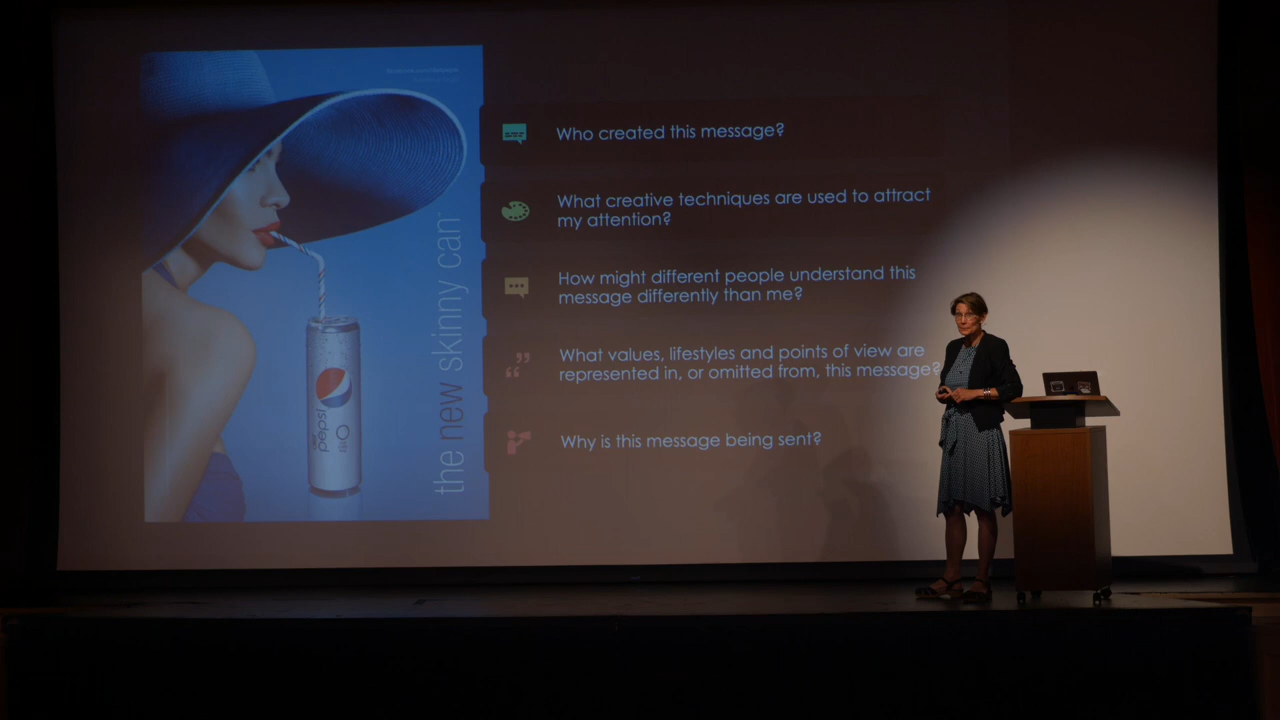 the new skinny can
diet
pepsi
Who created this message?
What creative techniques are used to attract
my attention?
How might different people understand this
message differently than me?
What values, lifestyles and points of view are
represented in, or omitted from, this message?
Why is this message being sent?